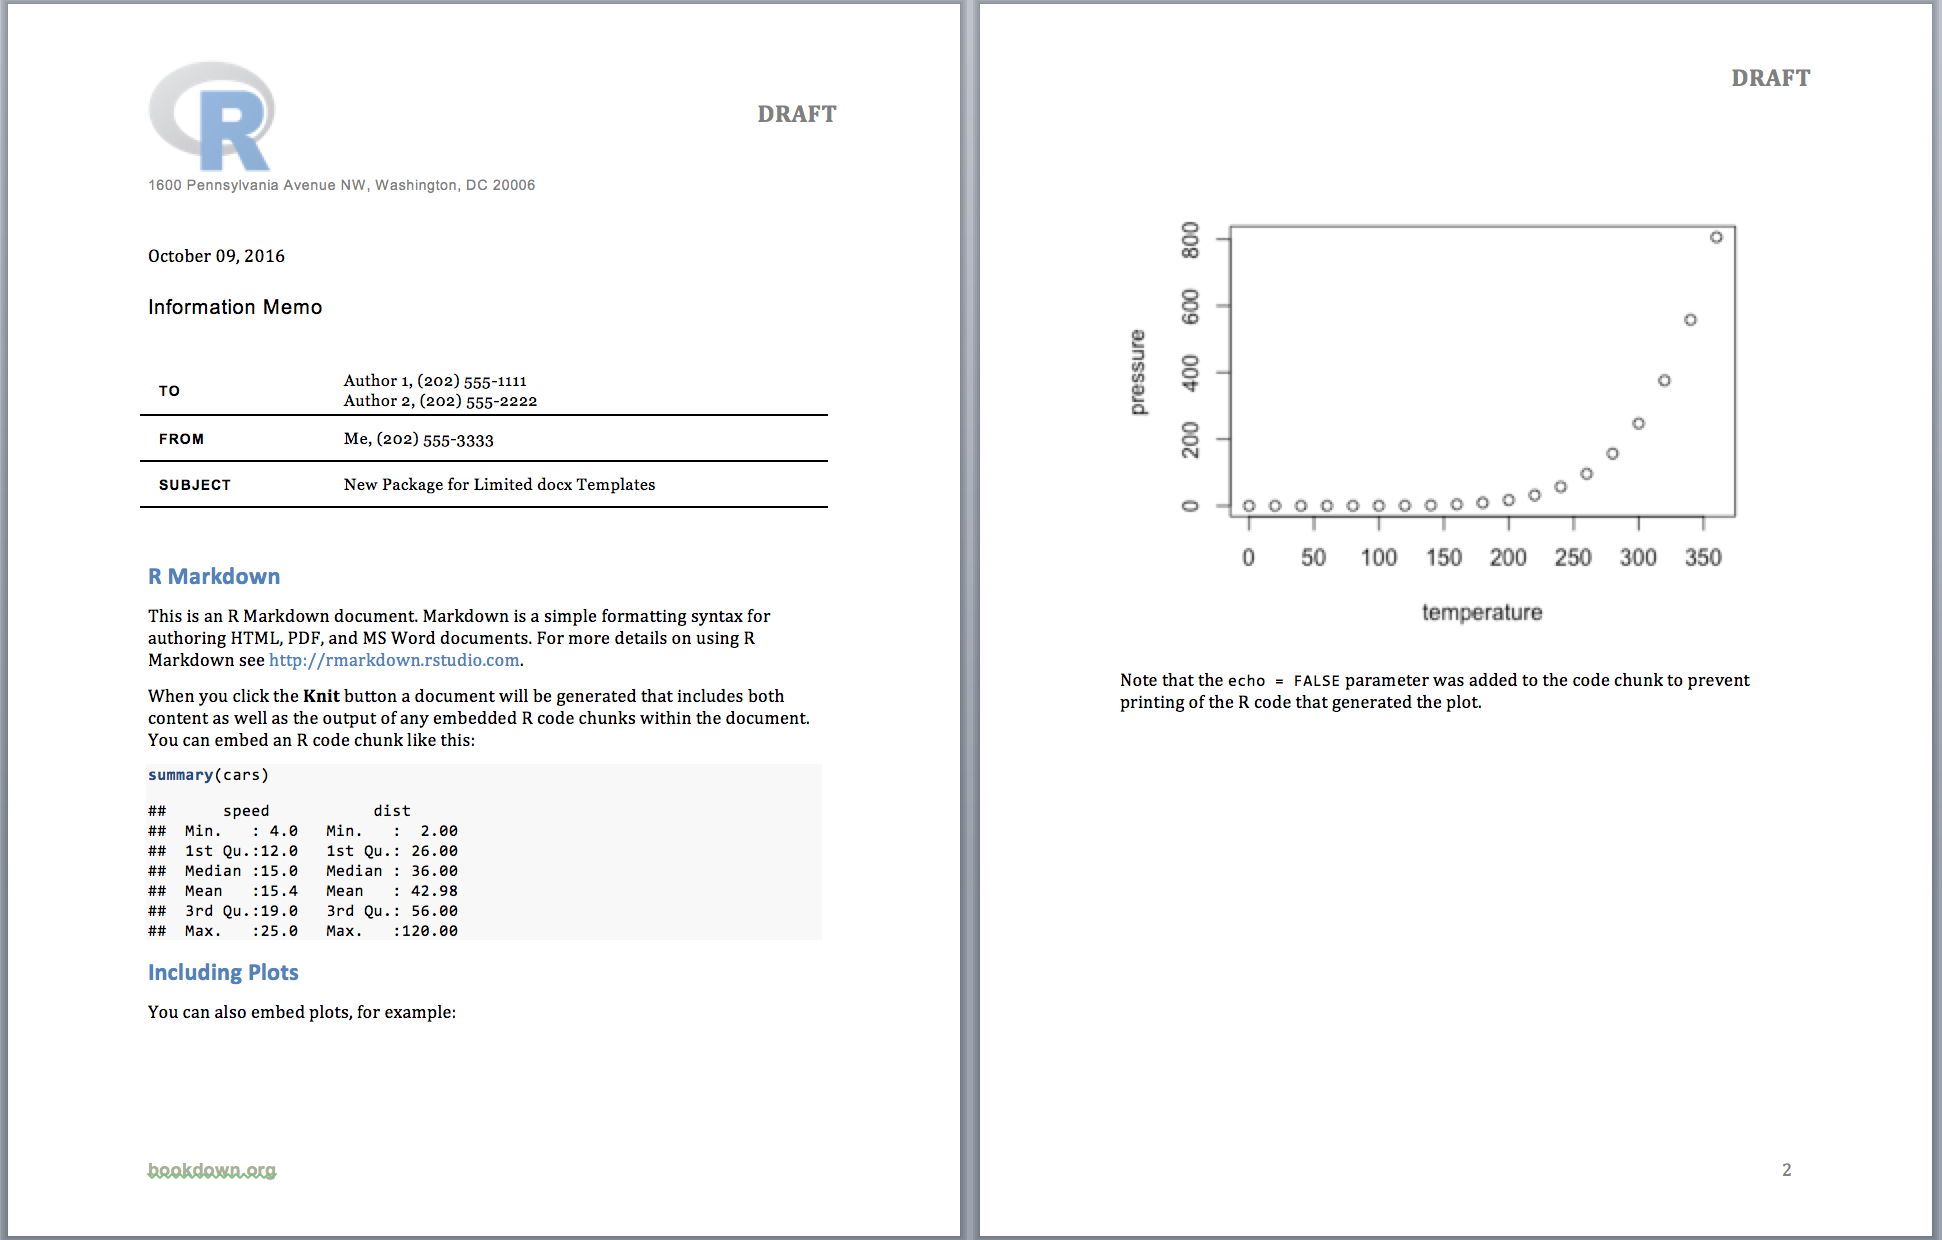 R
DRAFT
1600 Pennsylvania Avenue NW, Washington, DC 20006
October 09, 2016
Information Memo
TO
Author 1, (202) 555-1111
Author 2, (202) 555-2222
FROM Me, (202) 555-3333
SUBJECT New Package for Limited docx Templates
R Markdown
This is an R Markdown document. Markdown is a simple formatting syntax for
authoring HTML, PDF, and MS Word documents. For more details on using R
Markdown see http://rmarkdown.rstudio.com.
When you click the Knit button a document will be generated that includes both
content as well as the output of any embedded R code chunks within the document.
You can embed an R code chunk like this:
summary(cars)
##      speed           dist
##  Min.   : 4.0   Min.   :  2.00
##  1st Qu.:12.0   1st Qu.: 26.00
##  Median :15.0   Median : 36.00
##  Mean   :15.4   Mean   : 42.98
##  3rd Qu.:19.0   3rd Qu.: 56.00
##  Max.   :25.0   Max.   :120.00
Including Plots
You can also embed plots, for example:
bookdown.org
DRAFT
800
600
400
200
0
pressure
0 50 100 150 200 250 300 350
temperature
Note that the echo = FALSE parameter was added to the code chunk to prevent
printing of the R code that generated the plot.
2